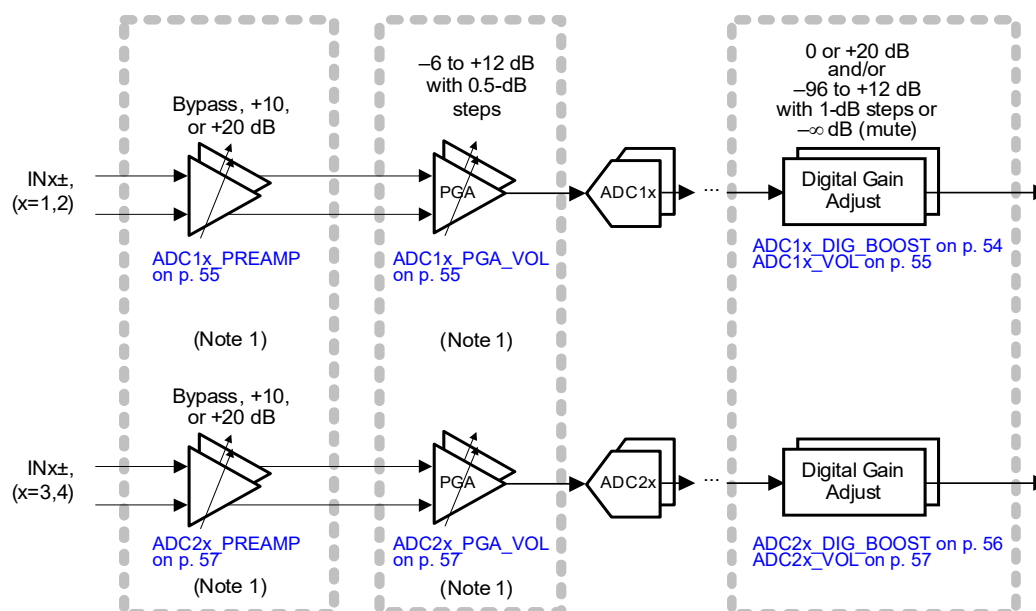 –6 to +12 dB
with 0.5-dB
steps
0 or +20 dB
and/or
–96 to +12 dB
with 1-dB steps or
–∞ dB (mute)
Bypass, +10,
or +20 dB
INx±,
(x=1,2)
PGA
ADC1x
...
Digital Gain
Adjust
ADC1x_PREAMP
on p. 55
ADC1x_PGA_VOL
on p. 55
ADC1x_DIG_BOOST on p. 54
ADC1x_VOL on p. 55
(Note 1)
(Note 1)
Bypass, +10,
or +20 dB
INx±,
(x=3,4)
PGA
ADC2x
...
Digital Gain
Adjust
ADC2x_PREAMP
on p. 57
ADC2x_PGA_VOL
on p. 57
ADC2x_DIG_BOOST on p. 56
ADC2x_VOL on p. 57
(Note 1)
(Note 1)